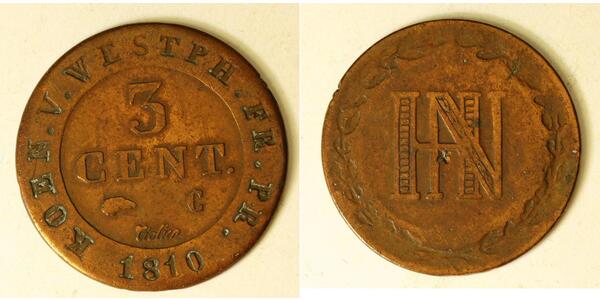 KOEN.V.WESTPH.FR.PR.
3
CENT.
C
1810
HN